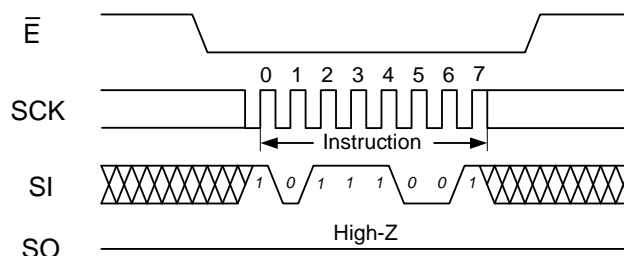 E̅
0 1 2 3 4 5 6 7
SCK
Instruction
SI 1 0 1 1 1 0 0 1
High-Z
SO